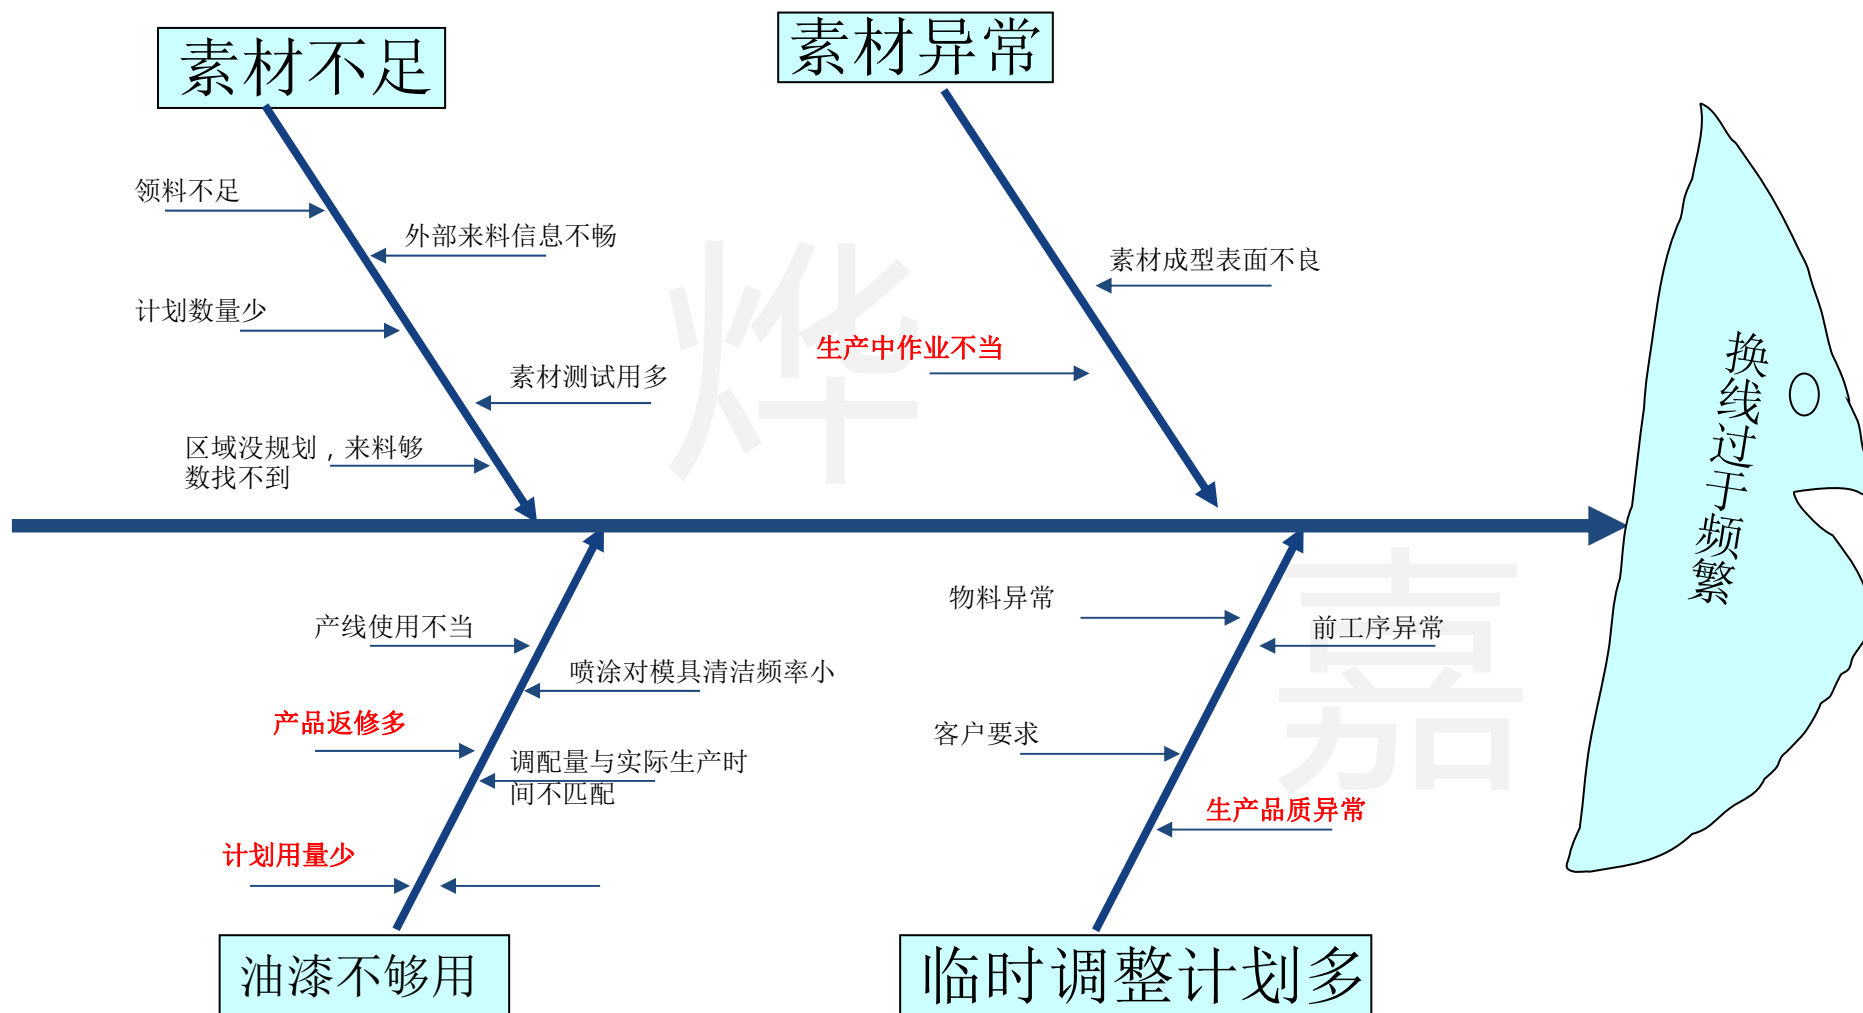 素材不足
素材异常
领料不足
外部来料信息不畅
计划数量少
素材测试用多
区域没规划，来料够
数找不到
素材成型表面不良
生产中作业不当
换线过于频繁
产线使用不当
喷涂对模具清洁频率小
产品返修多
调配量与实际生产时
间不匹配
计划用量少
物料异常
前工序异常
客户要求
生产品质异常
油漆不够用
临时调整计划多
烨
嘉